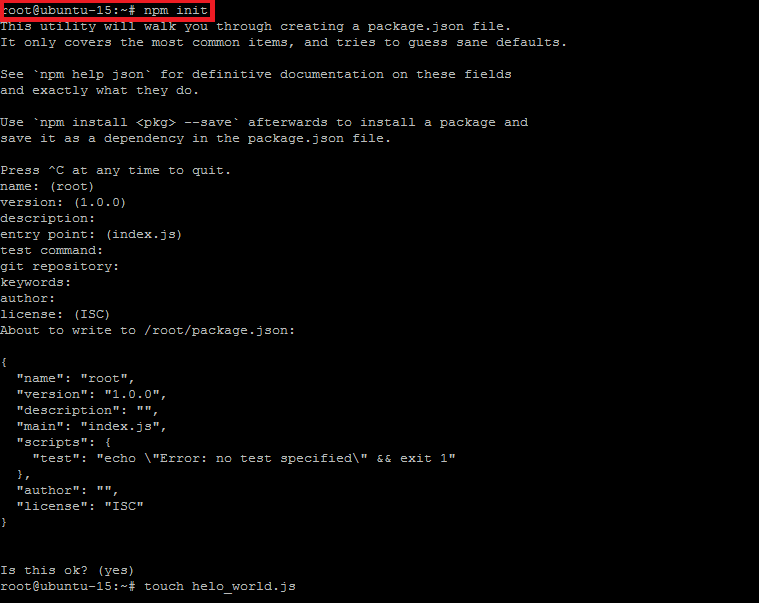 root@ubuntu-15:~# npm init
This utility will walk you through creating a package.json file.
It only covers the most common items, and tries to guess sane defaults.
See `npm help json` for definitive documentation on these fields
and exactly what they do.
Use `npm install <pkg> --save` afterwards to install a package and
save it as a dependency in the package.json file.
Press ^C at any time to quit.
name: (root)
version: (1.0.0)
description:
entry point: (index.js)
test command:
git repository:
keywords:
author:
license: (ISC)
About to write to /root/package.json:
{
  "name": "root",
  "version": "1.0.0",
  "description": "",
  "main": "index.js",
  "scripts": {
    "test": "echo \"Error: no test specified\" && exit 1"
  },
  "author": "",
  "license": "ISC"
}
Is this ok? (yes)
root@ubuntu-15:~# touch helo_world.js